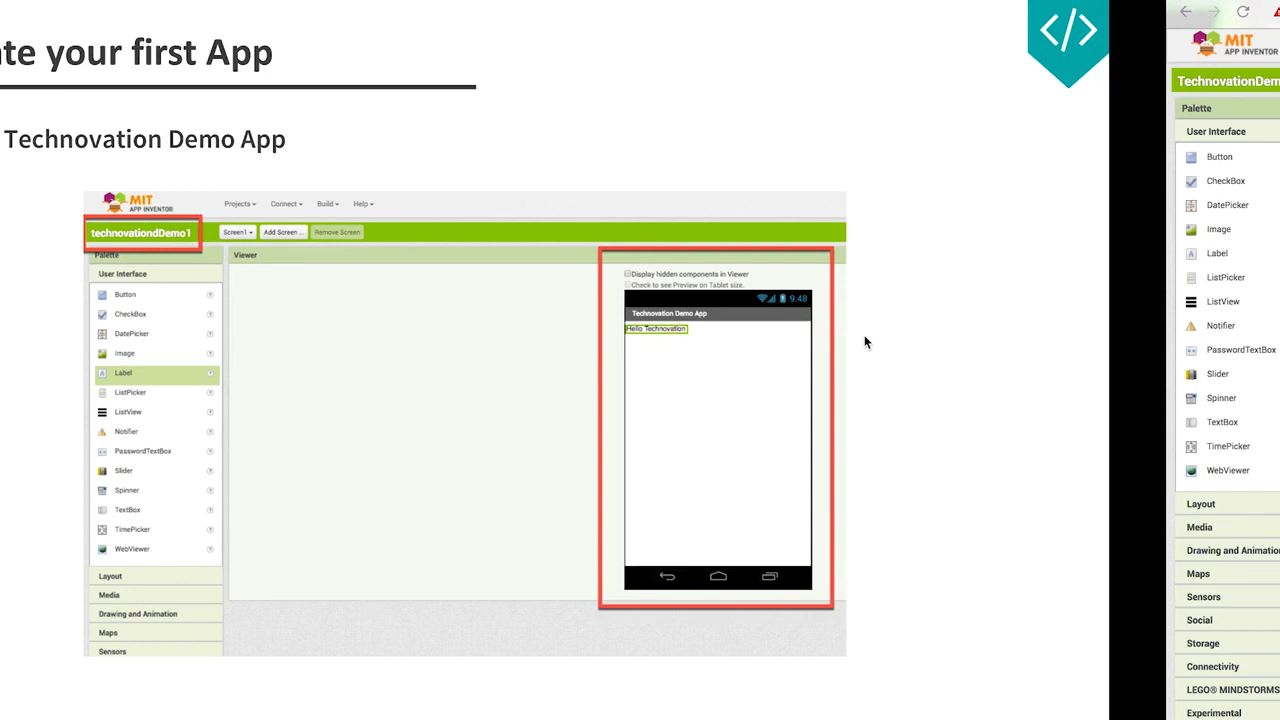 ate your first App
Technovation Demo App
MIT
APP INVENTOR
Projects
Connect
Build
Help
technovationdDemo1
Screen1
Add Screen ...
Remove Screen
Palette
Viewer
User Interface
Button
CheckBox
DatePicker
Image
Label
ListPicker
ListView
Notifier
PasswordTextBox
Slider
Spinner
TextBox
TimePicker
WebViewer
Layout
Media
Drawing and Animation
Maps
Sensors
Display hidden components in Viewer
Check to see Preview on Tablet size.
9:48
Technovation Demo App
Hello Technovation
MIT
APP INVENTOR
TechnovationDem
Palette
User Interface
Button
CheckBox
DatePicker
Image
Label
ListPicker
ListView
Notifier
PasswordTextBox
Slider
Spinner
TextBox
TimePicker
WebViewer
Layout
Media
Drawing and Animatio
Maps
Sensors
Social
Storage
Connectivity
LEGO® MINDSTORMS
Experimental